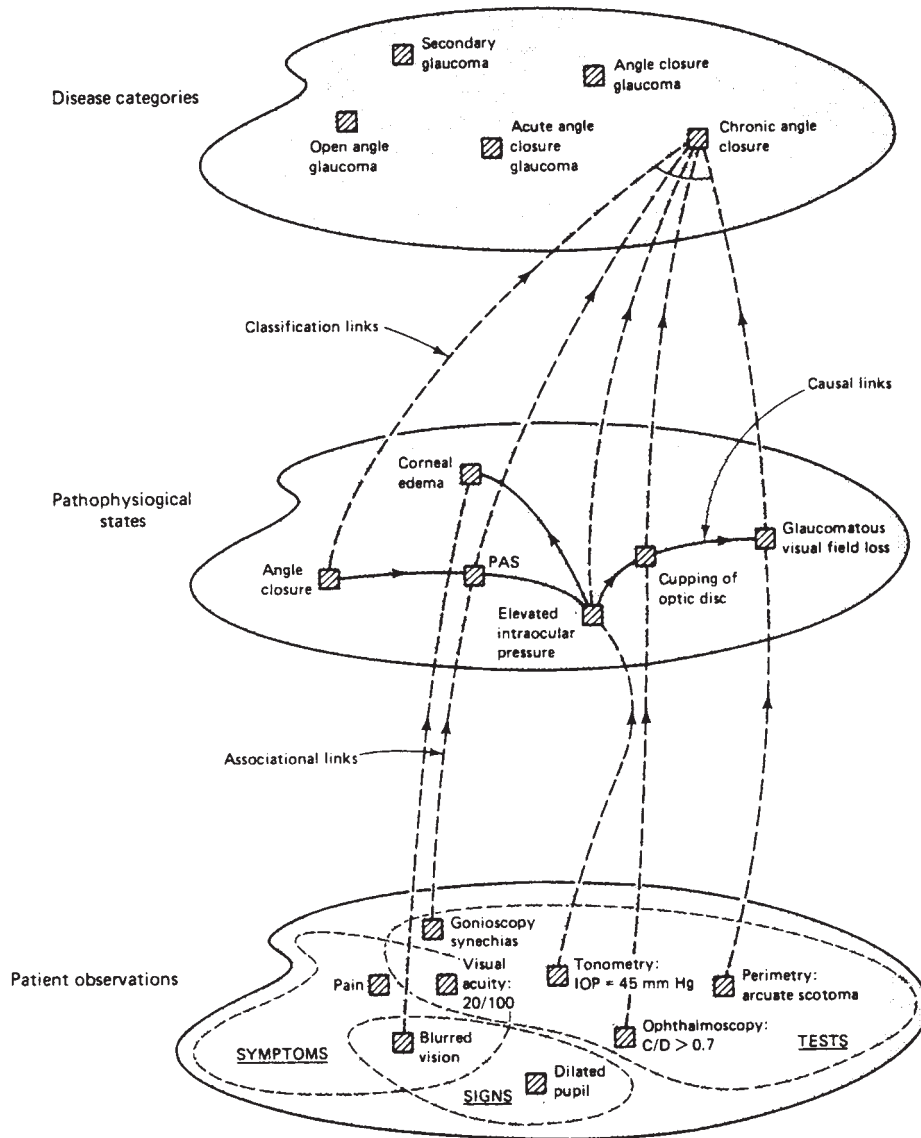 Secondary
glaucoma
Angle closure
glaucoma
Disease categories
Open angle
glaucoma
Acute angle
closure
glaucoma
Chronic angle
closure
Classification links
Causal links
Corneal
edema
Pathophysiogical
states
Angle
closure
PAS
Elevated
intraocular
pressure
Cupping of
optic disc
Glaucomatous
visual field loss
Associational links
Patient observations
Gonioscopy
synechias
Pain
Visual
acuity:
20/100
Tonometry:
IOP = 45 mm Hg
Perimetry:
arcuate scotoma
Blurred
vision
Ophthalmoscopy:
C/D > 0.7
SYMPTOMS
TESTS
SIGNS
Dilated
pupil